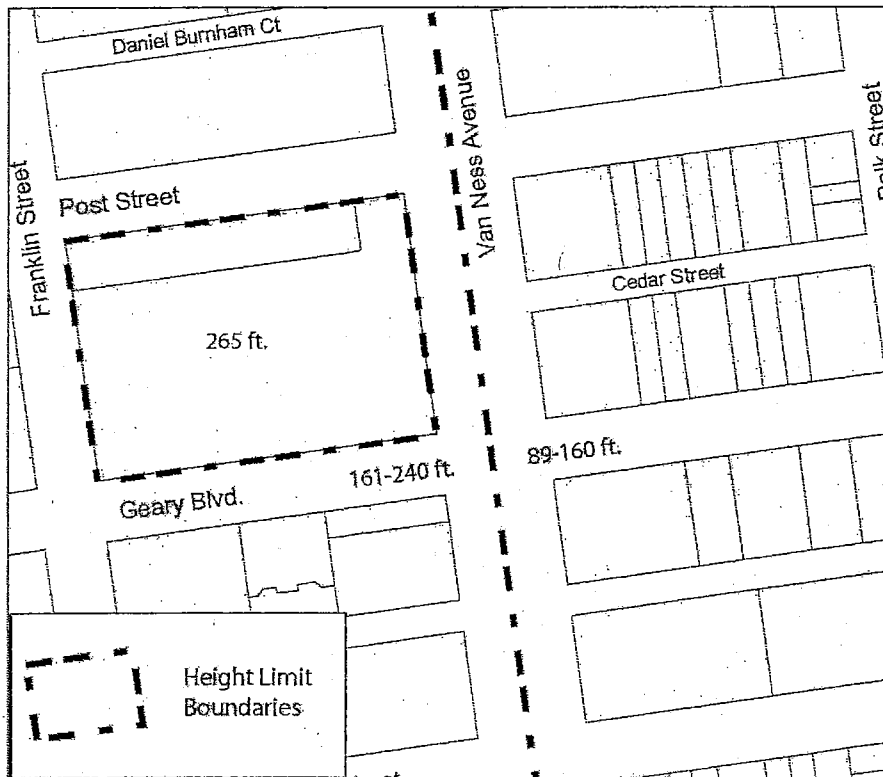 Daniel Burnham Ct
Franklin Street
Post Street
Van Ness Avenue
Polk Street
Cedar Street
265 ft.
161-240 ft.
89-160 ft.
Geary Blvd.
Height Limit
Boundaries